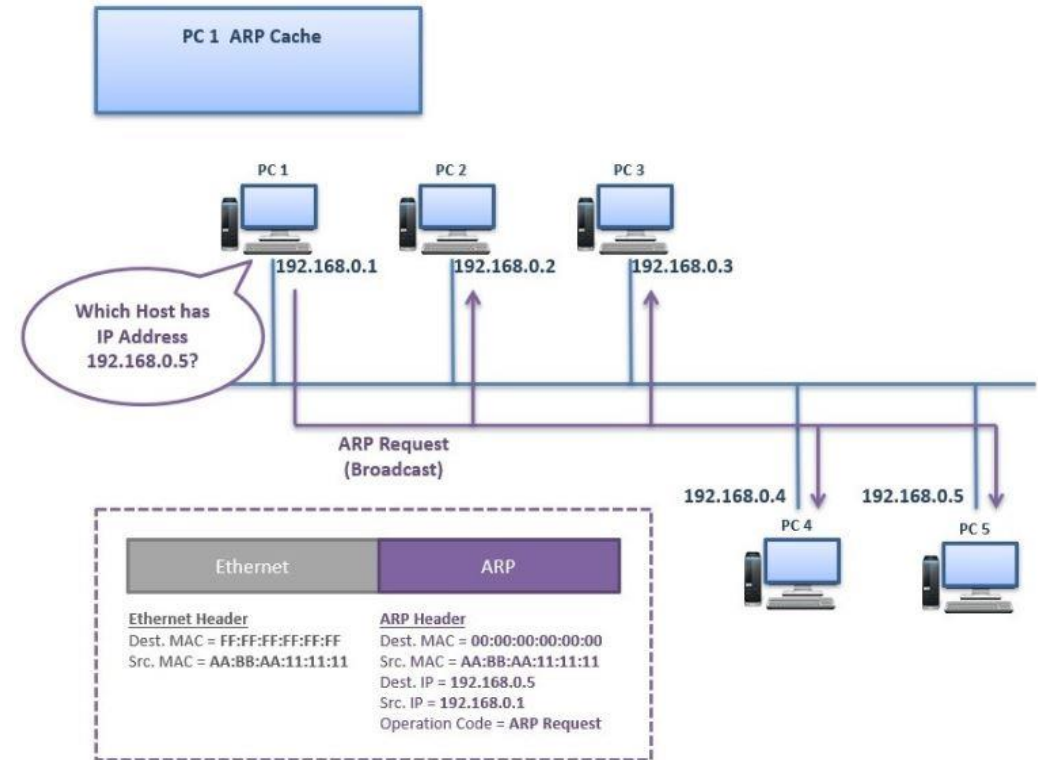 PC 1 ARP Cache
PC 1
PC 2
PC 3
192.168.0.1
192.168.0.2
192.168.0.3
Which Host has
IP Address
192.168.0.5?
ARP Request
(Broadcast)
192.168.0.4
192.168.0.5
PC 4
PC 5
Ethernet
ARP
Ethernet Header
Dest. MAC = FF:FF:FF:FF:FF:FF
Src. MAC = AA:BB:AA:11:11:11
ARP Header
Dest. MAC = 00:00:00:00:00:00
Src. MAC = AA:BB:AA:11:11:11
Dest. IP = 192.168.0.5
Src. IP = 192.168.0.1
Operation Code = ARP Request